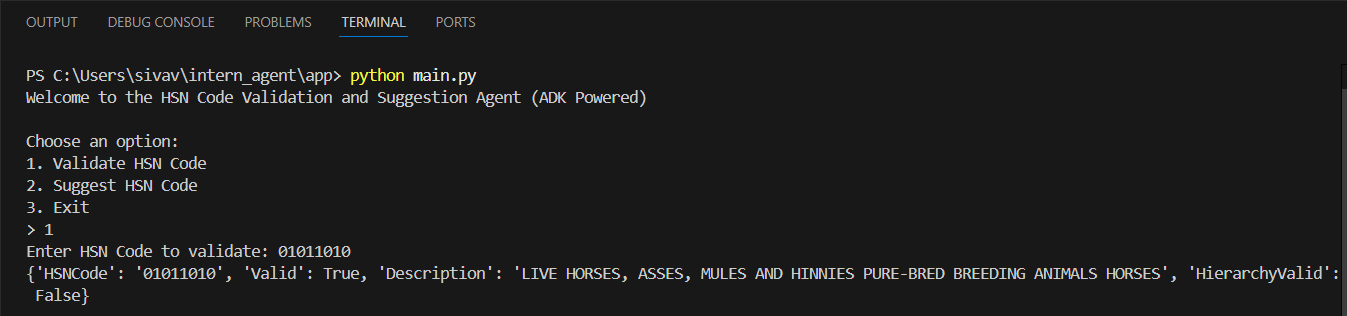 OUTPUT DEBUG CONSOLE PROBLEMS TERMINAL PORTS
PS C:\Users\sivav\intern_agent\app> python main.py
Welcome to the HSN Code Validation and Suggestion Agent (ADK Powered)
Choose an option:
1. Validate HSN Code
2. Suggest HSN Code
3. Exit
> 1
Enter HSN Code to validate: 01011010
{'HSNCode': '01011010', 'Valid': True, 'Description': 'LIVE HORSES, ASSES, MULES AND HINNIES PURE-BRED BREEDING ANIMALS HORSES', 'HierarchyValid':
False}